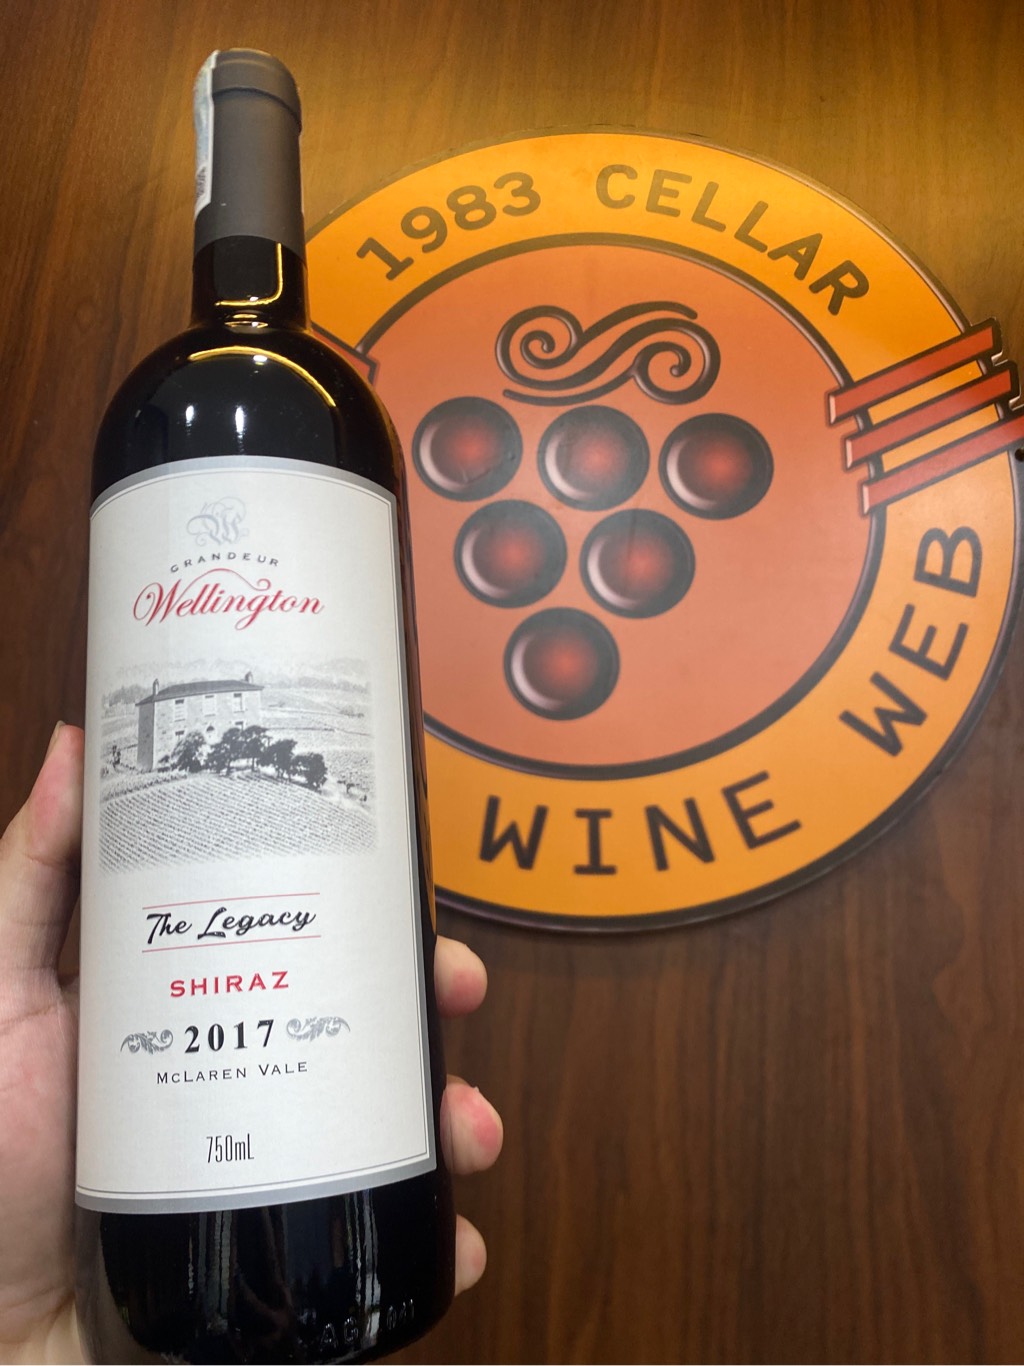 1983 CELLAR
WINE WEB
GRANDEUR
Wellington
The Legacy
SHIRAZ
2017
McLAREN VALE
750mL